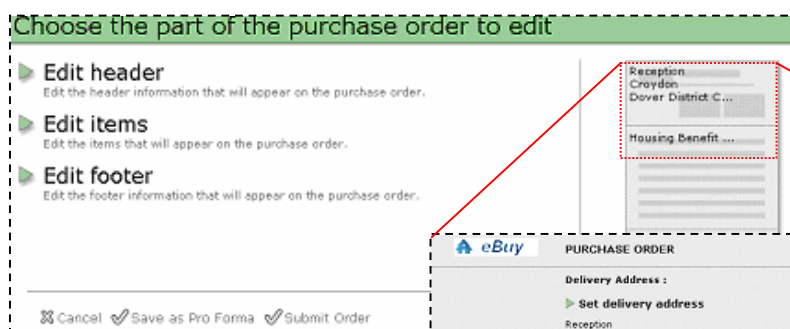 Choose the part of the purchase order to edit
Edit header
Edit the header information that will appear on the purchase order.
Edit items
Edit the items that will appear on the purchase order.
Edit footer
Edit the footer information that will appear on the purchase order.
Cancel Save as Pro Forma Submit Order
Reception
Croydon
Dover District C...
Housing Benefit ...
eBuy PURCHASE ORDER
Delivery Address :
Set delivery address
Reception